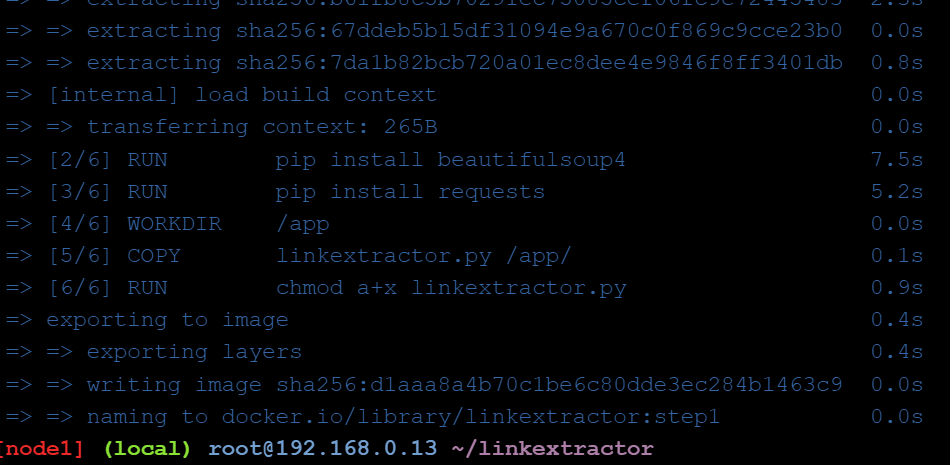 => => extracting sha256:67ddeb5b15df31094e9a670c0f869c9cce23b0 0.0s
=> => extracting sha256:7da1b82bcb720a01ec8dee4e9846f8ff3401db 0.8s
=> [internal] load build context 0.0s
=> => transferring context: 265B 0.0s
=> [2/6] RUN pip install beautifulsoup4 7.5s
=> [3/6] RUN pip install requests 5.2s
=> [4/6] WORKDIR /app 0.0s
=> [5/6] COPY linkextractor.py /app/ 0.1s
=> [6/6] RUN chmod a+x linkextractor.py 0.9s
=> exporting to image 0.4s
=> => exporting layers 0.4s
=> => writing image sha256:d1aaa8a4b70c1be6c80dde3ec284b1463c9 0.0s
=> => naming to docker.io/library/linkextractor:step1 0.0s
[node1] (local) root@192.168.0.13 ~/linkextractor